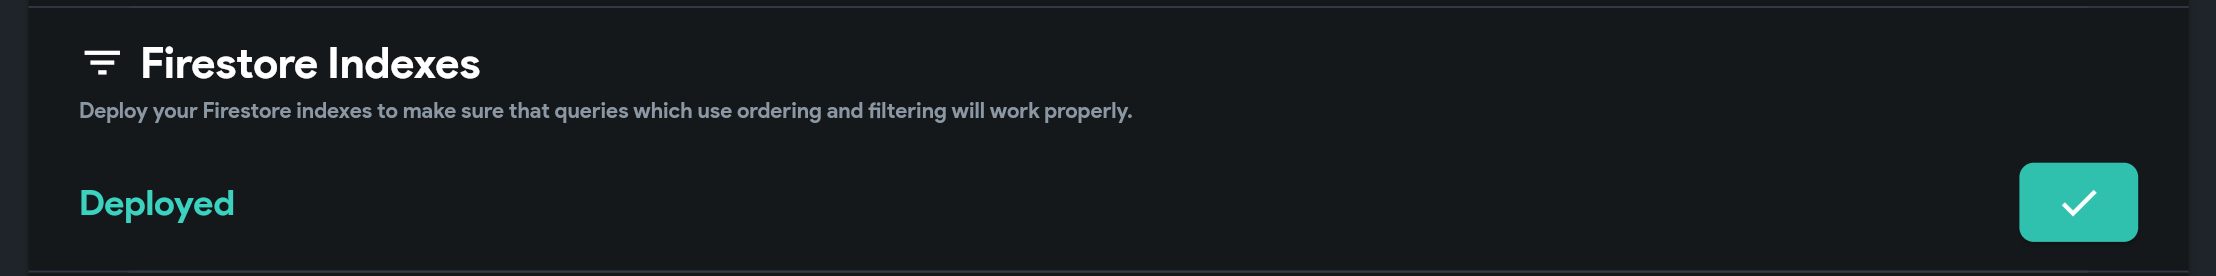 Firestore Indexes
Deploy your Firestore indexes to make sure that queries which use ordering and filtering will work properly.
Deployed